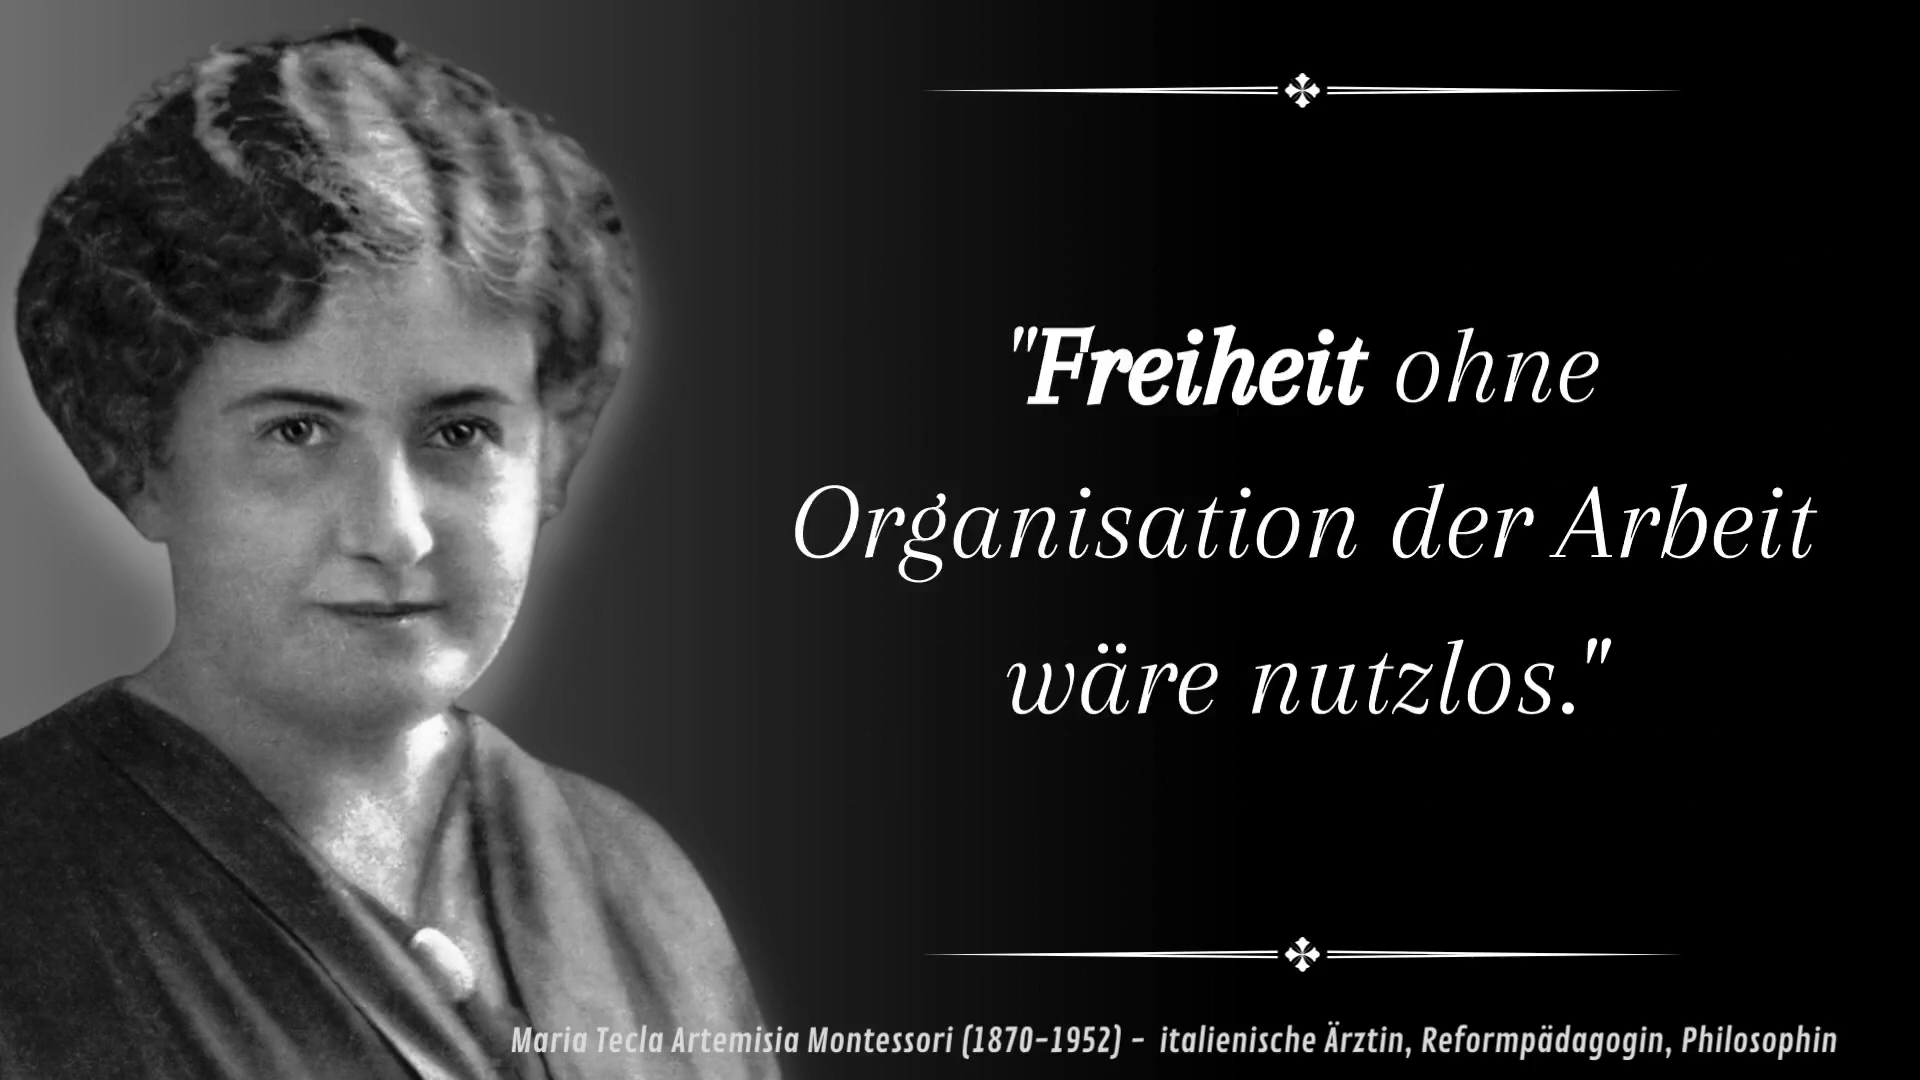 "Freiheit ohne
Organisation der Arbeit
wäre nutzlos."
Maria Tecla Artemisia Montessori (1870-1952) - italienische Ärztin, Reformpädagogin, Philosophin